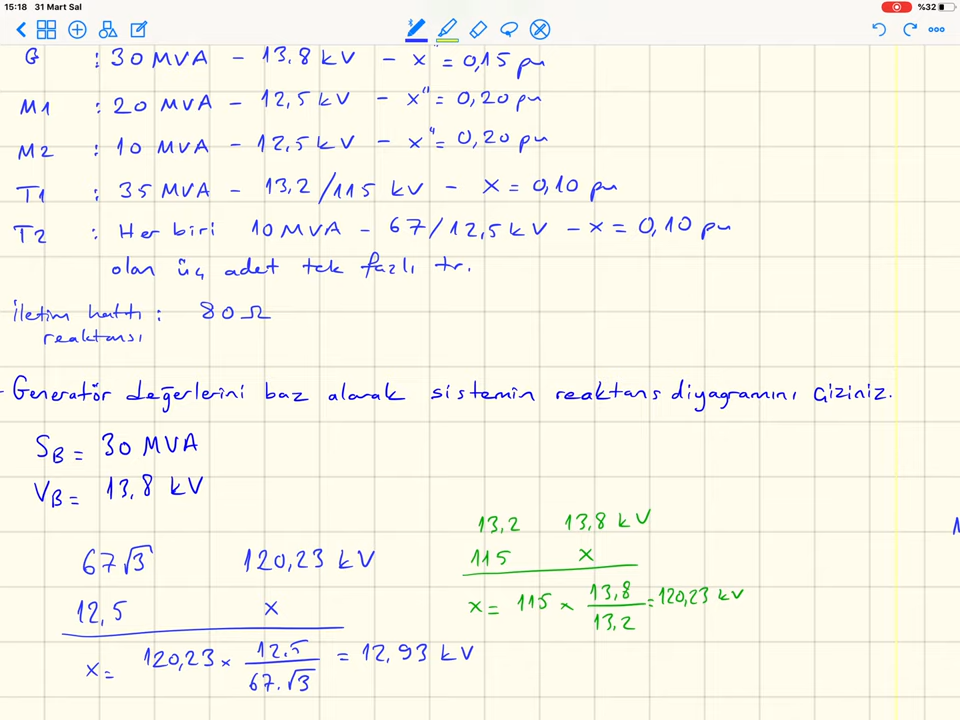 15:18 31 Mart Sal
%32
G : 30 MVA - 13.8 kV - x" = 0,15 pu
M1 : 20 MVA - 12,5 kV - x" = 0,20 pu
M2 : 10 MVA - 12,5 kV - x" = 0,20 pu
T1 : 35 MVA - 13,2/115 kV - x = 0,10 pu
T2 : Her biri 10 MVA - 67/12,5 kV - x = 0,10 pu
olan üç adet tek fazlı tr.
İletim hattı : 80 Ω
reaktansı
- Generatör değerlerini baz alarak sistemin reaktans diyagramını çiziniz.
S_B = 30 MVA
V_B = 13,8 kV
13,2 13,8 kV
115 x
x = 115 x 13,8/13,2 = 120,23 kV
67√3 120,23 kV
12,5 x
x = 120,23 x 12.5/67.√3 = 12,93 kV